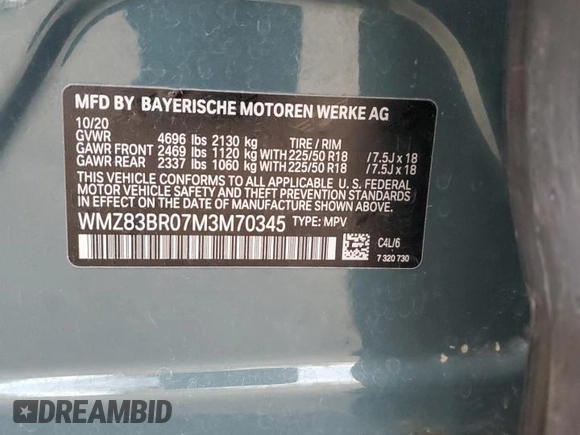 MFD BY BAYERISCHE MOTOREN WERKE AG
10/20
GVWR 4696 lbs 2130 kg TIRE / RIM
GAWR FRONT 2469 lbs 1120 kg WITH 225/50 R18 / 7.5J x 18
GAWR REAR 2337 lbs 1060 kg WITH 225/50 R18 / 7.5J x 18
THIS VEHICLE CONFORMS TO ALL APPLICABLE U. S. FEDERAL
MOTOR VEHICLE SAFETY AND THEFT PREVENTION STANDARDS
IN EFFECT ON THE DATE OF MANUFACTURE SHOWN ABOVE.
WMZ83BR07M3M70345 TYPE: MPV
C4L/6
7 320 730
DREAMBID